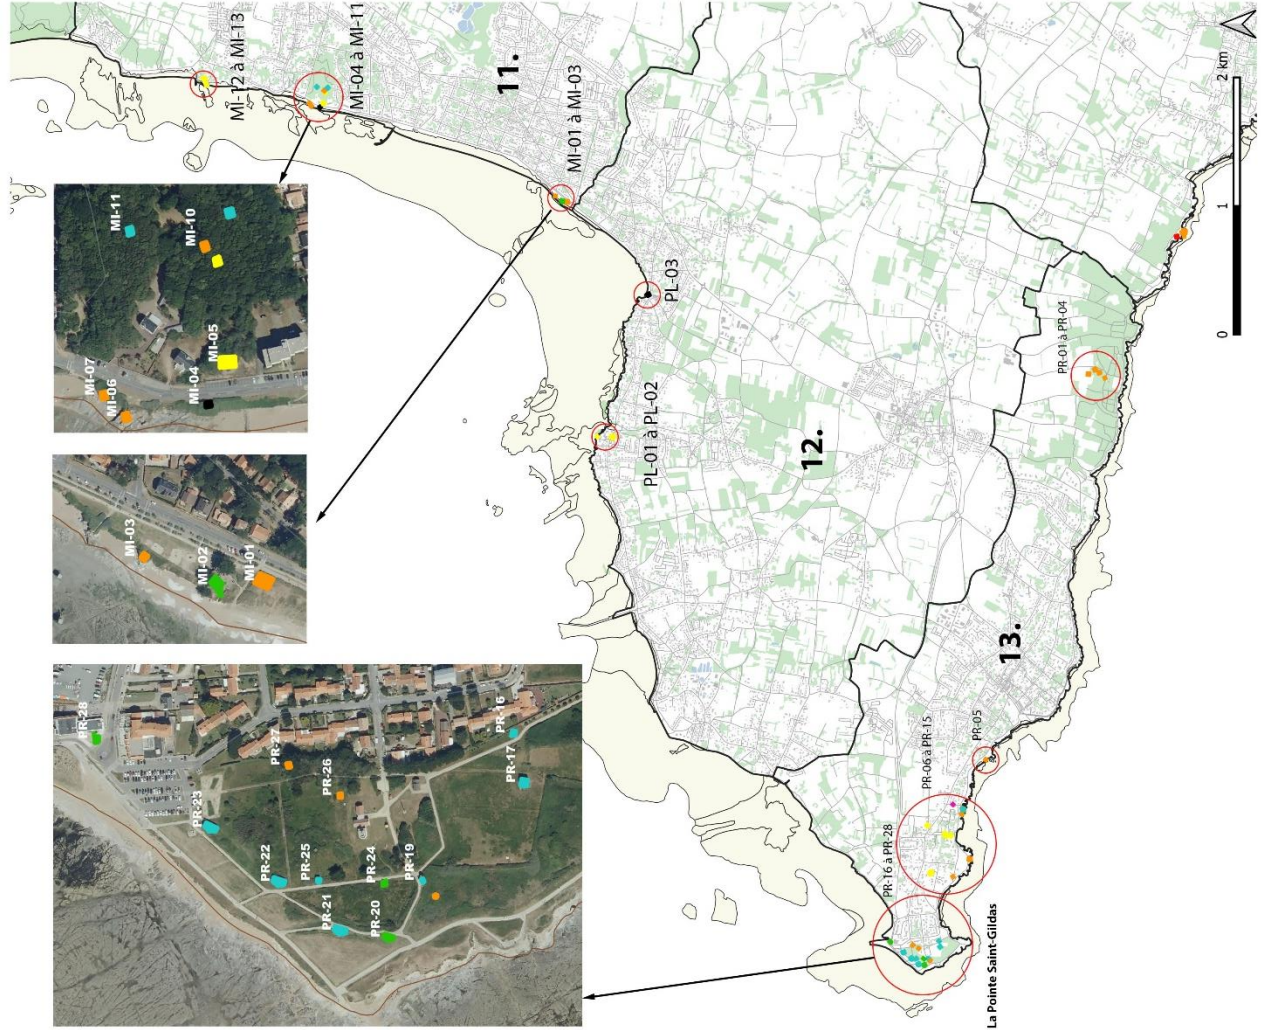 MI-12 à MI-13
MI-04 à MI-11
11.
MI-01 à MI-03
PL-03
PL-01 à PL-02
12.
PR-01 à PR-04
13.
PR-05
PR-06 à PR-15
PR-16 à PR-28
La Pointe Saint-Gildas
0 1 2 km
MI-11
MI-10
MI-07
MI-06
MI-05
MI-04
MI-03
MI-02
MI-01
PR-28
PR-27
PR-26
PR-23
PR-22
PR-25
PR-24
PR-21
PR-20
PR-19
PR-16
PR-17